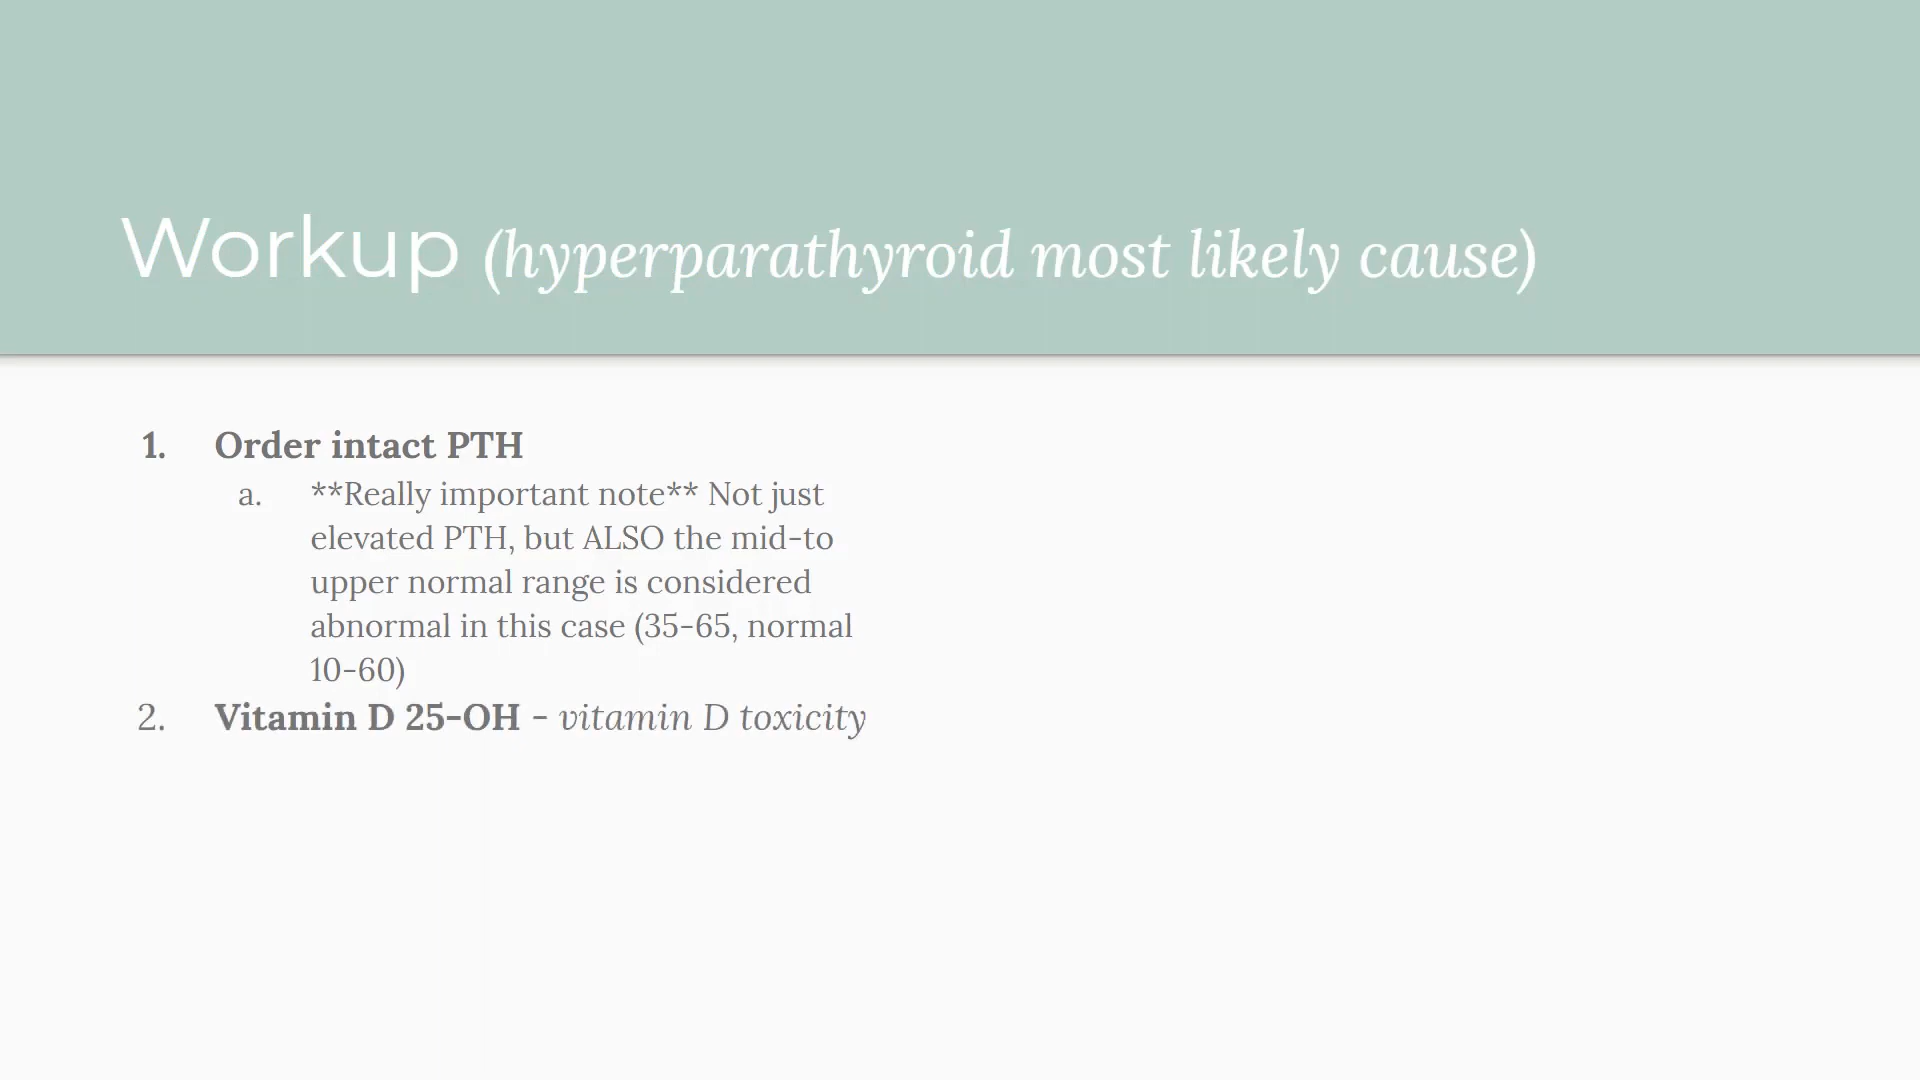 Workup (hyperparathyroid most likely cause)
1. Order intact PTH
a. **Really important note** Not just
elevated PTH, but ALSO the mid-to
upper normal range is considered
abnormal in this case (35-65, normal
10-60)
2. Vitamin D 25-OH - vitamin D toxicity